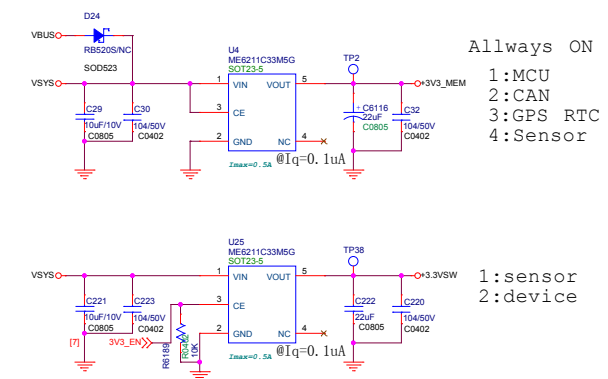 D24
VBUS
RB520S/NC
SOD523
U4
ME6211C33M5G
SOT23-5
TP2
Allways ON
VSYS
1 VIN VOUT 5
+3V3_MEM
1:MCU
2:CAN
3:GPS RTC
4:Sensor
C29
10uF/10V
C0805
C30
104/50V
C0402
3 CE
2 GND NC 4
Imax=0.5A
@Iq=0.1uA
+ C6116
22uF
C0805
C32
104/50V
C0402
U25
ME6211C33M5G
SOT23-5
TP38
VSYS
1 VIN VOUT 5
+3.3VSW
1:sensor
2:device
C221
10uF/10V
C0805
C223
104/50V
C0402
3 CE
2 GND NC 4
Imax=0.5A
@Iq=0.1uA
[7] 3V3_EN
R6189
R0402
10K
C222
22uF
C0805
C220
104/50V
C0402